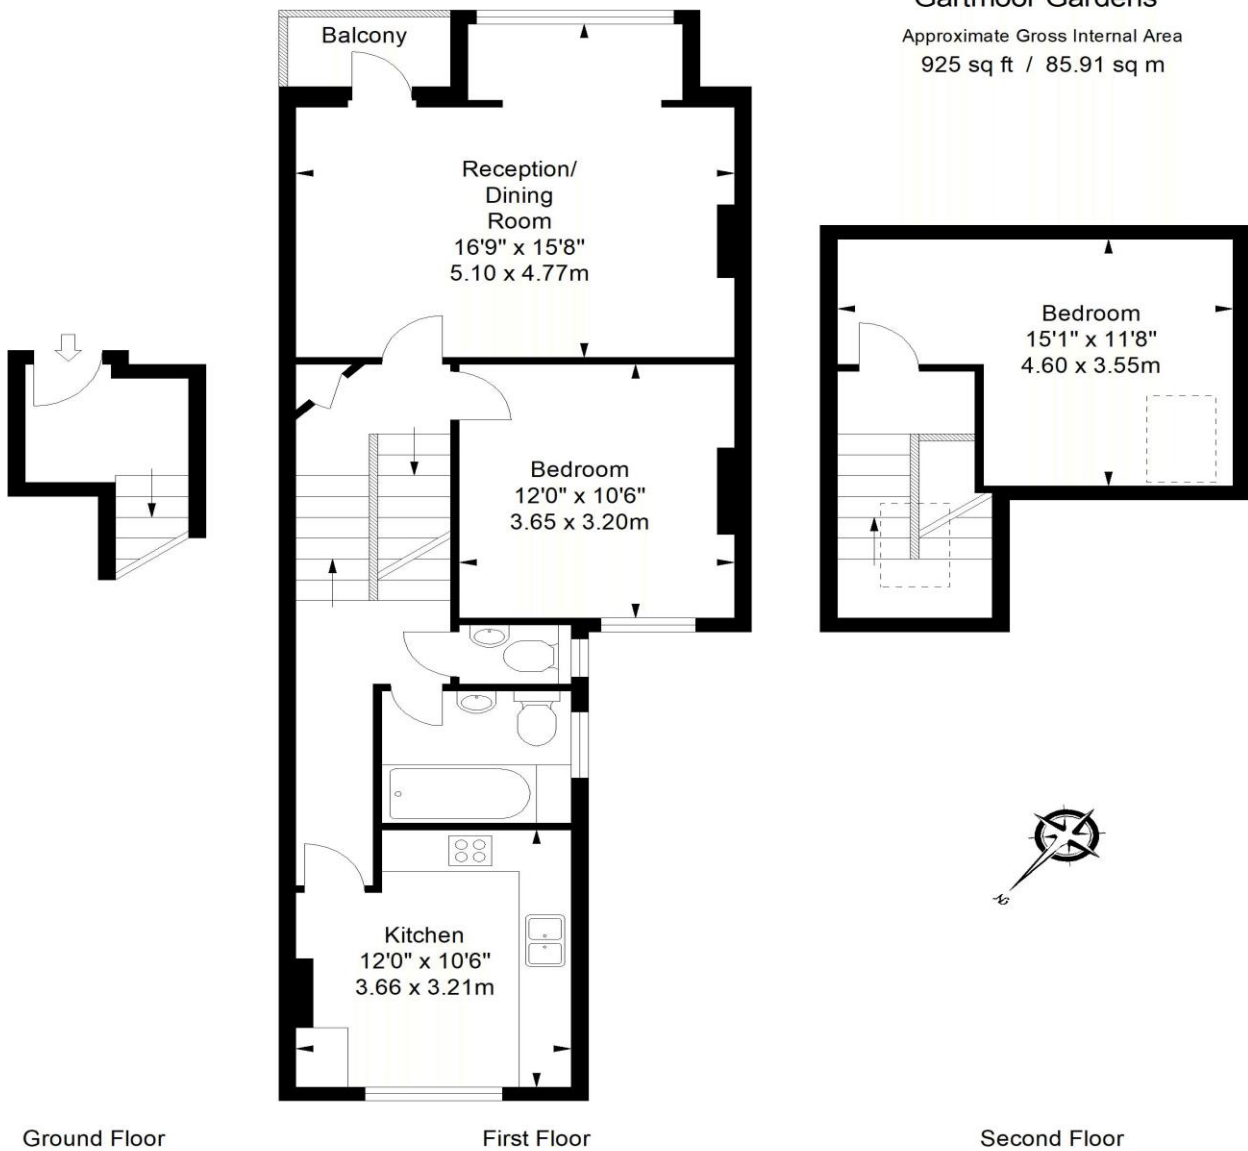 Gartmoor Gardens
Approximate Gross Internal Area
925 sq ft / 85.91 sq m
Balcony
Reception/
Dining
Room
16'9" x 15'8"
5.10 x 4.77m
Bedroom
15'1" x 11'8"
4.60 x 3.55m
Bedroom
12'0" x 10'6"
3.65 x 3.20m
Kitchen
12'0" x 10'6"
3.66 x 3.21m
Ground Floor
First Floor
Second Floor